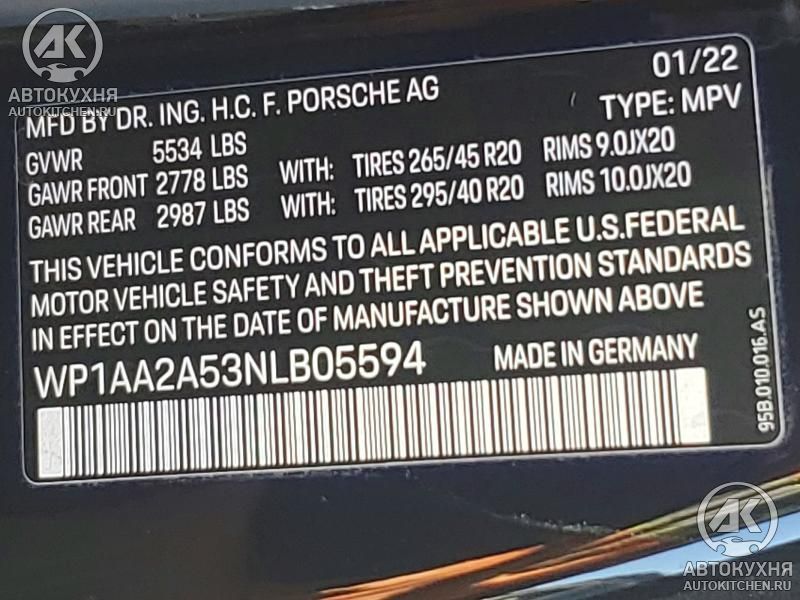 AK
АВТОКУХНЯ
AUTOKITCHEN.RU
01/22
MFD BY DR. ING. H.C. F. PORSCHE AG
TYPE: MPV
GVWR 5534 LBS
GAWR FRONT 2778 LBS WITH: TIRES 265/45 R20 RIMS 9.0JX20
GAWR REAR 2987 LBS WITH: TIRES 295/40 R20 RIMS 10.0JX20
THIS VEHICLE CONFORMS TO ALL APPLICABLE U.S.FEDERAL
MOTOR VEHICLE SAFETY AND THEFT PREVENTION STANDARDS
IN EFFECT ON THE DATE OF MANUFACTURE SHOWN ABOVE
WP1AA2A53NLB05594 MADE IN GERMANY
95B.010.016.AS
AK
АВТОКУХНЯ
AUTOKITCHEN.RU